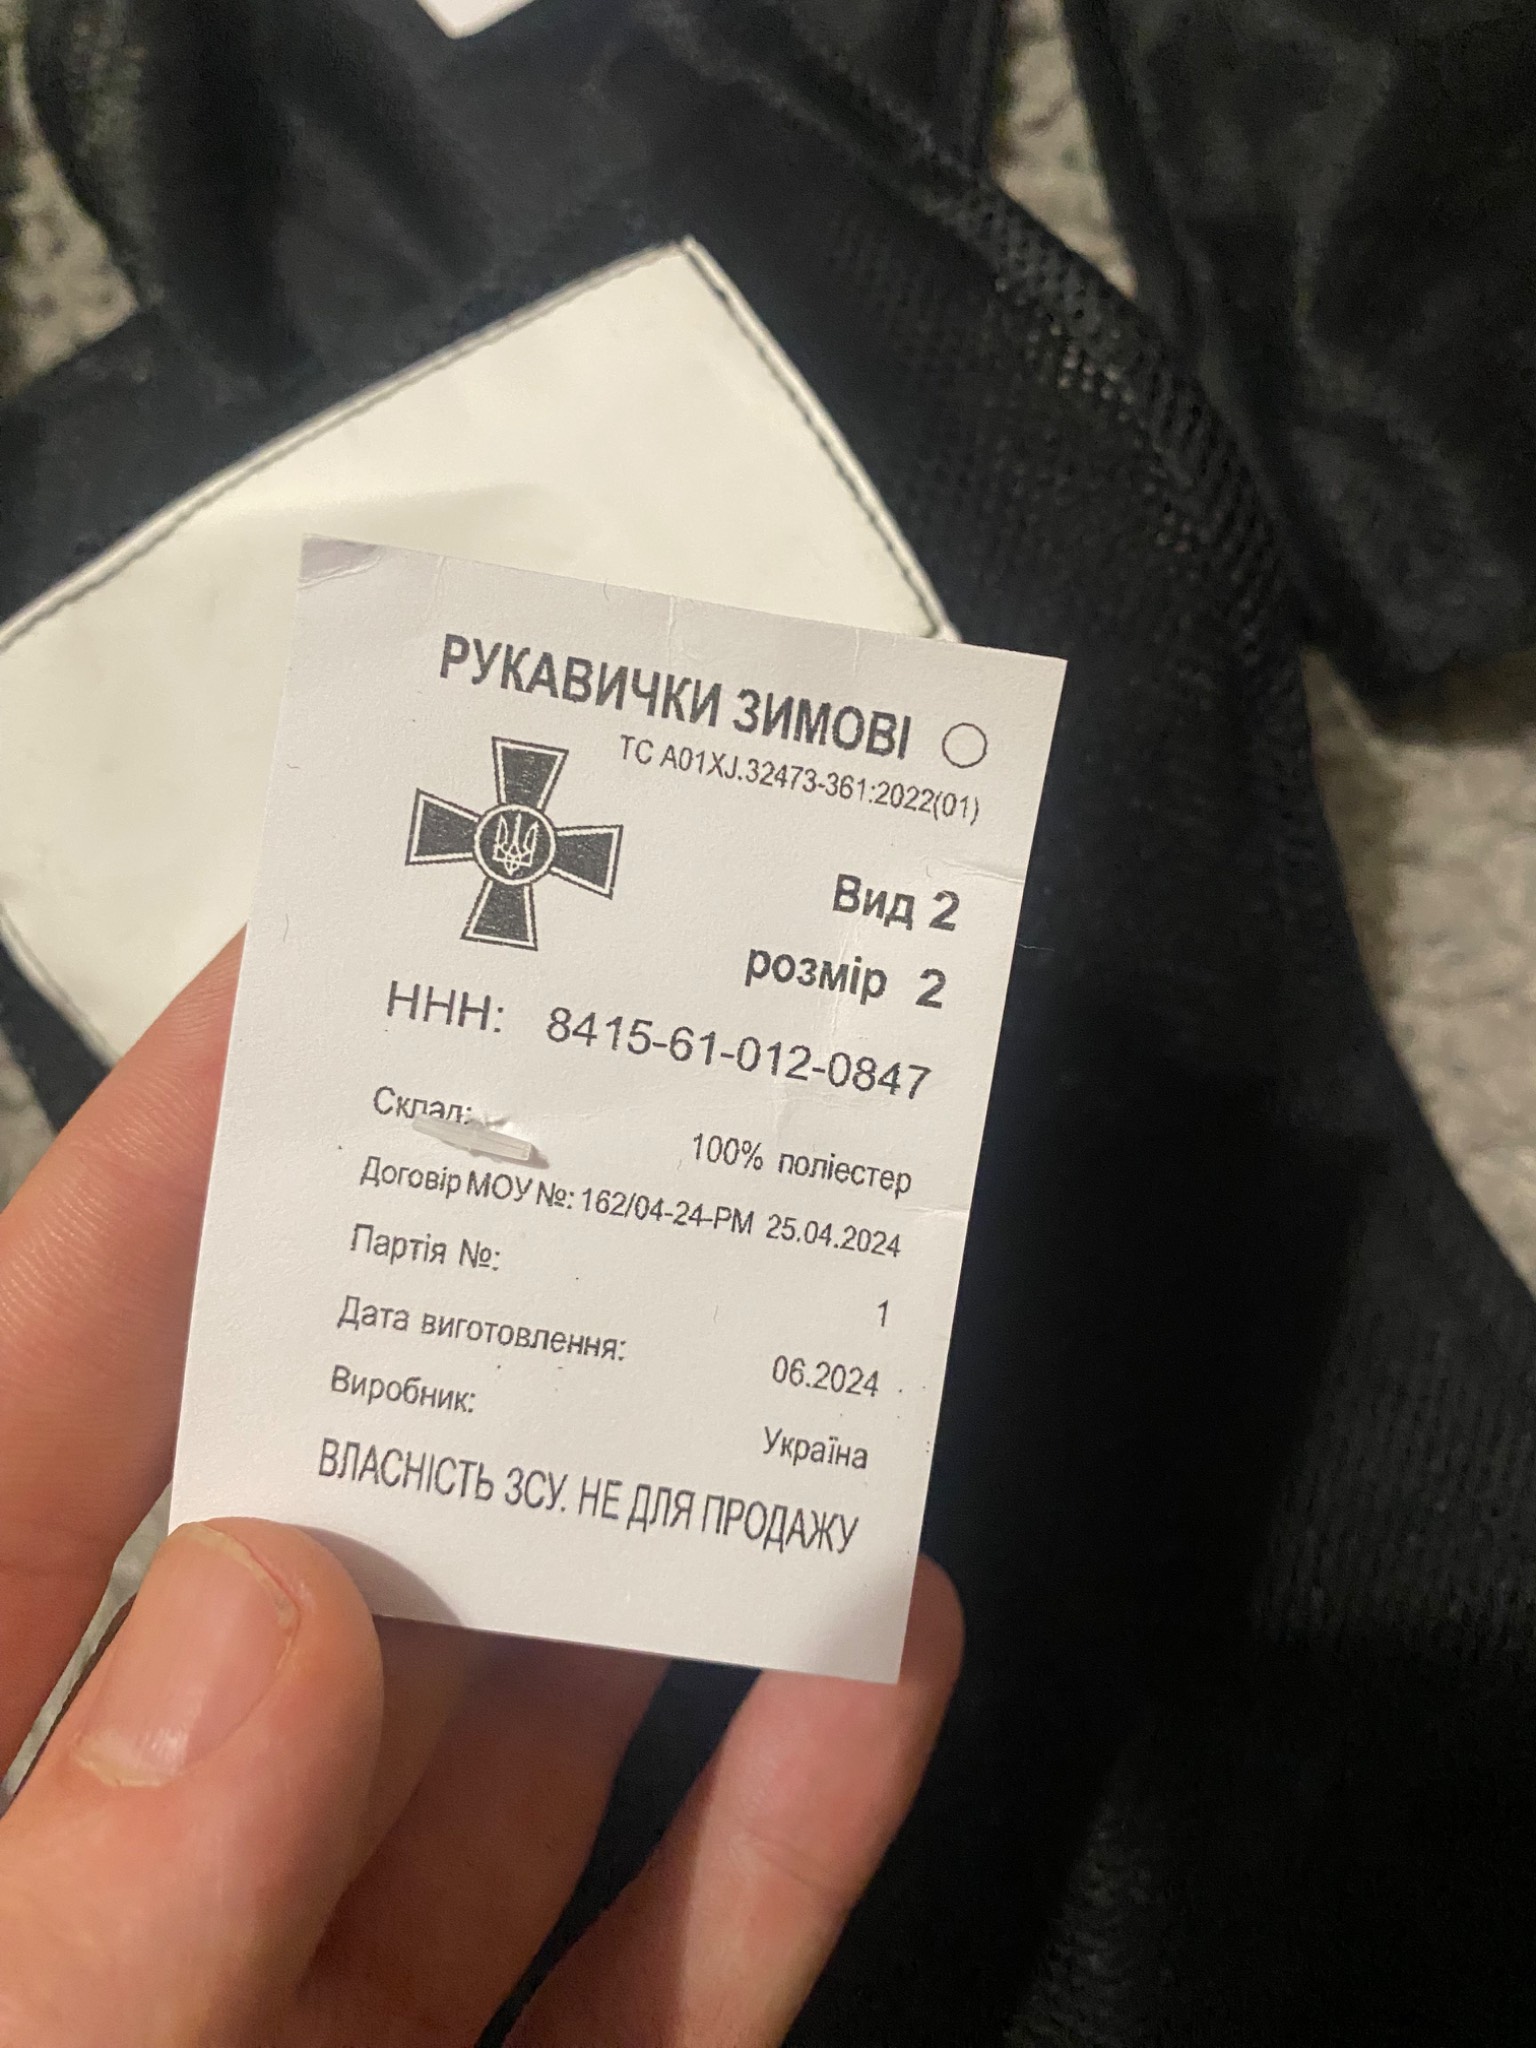 РУКАВИЧКИ ЗИМОВІ
ТС А01XJ.32473-361:2022(01)
Вид 2
розмір 2
ННН: 8415-61-012-0847
Склад: 100% поліестер
Договір МОУ №: 162/04-24-РМ 25.04.2024
Партія №: 1
Дата виготовлення: 06.2024
Виробник: Україна
ВЛАСНІСТЬ ЗСУ. НЕ ДЛЯ ПРОДАЖУ